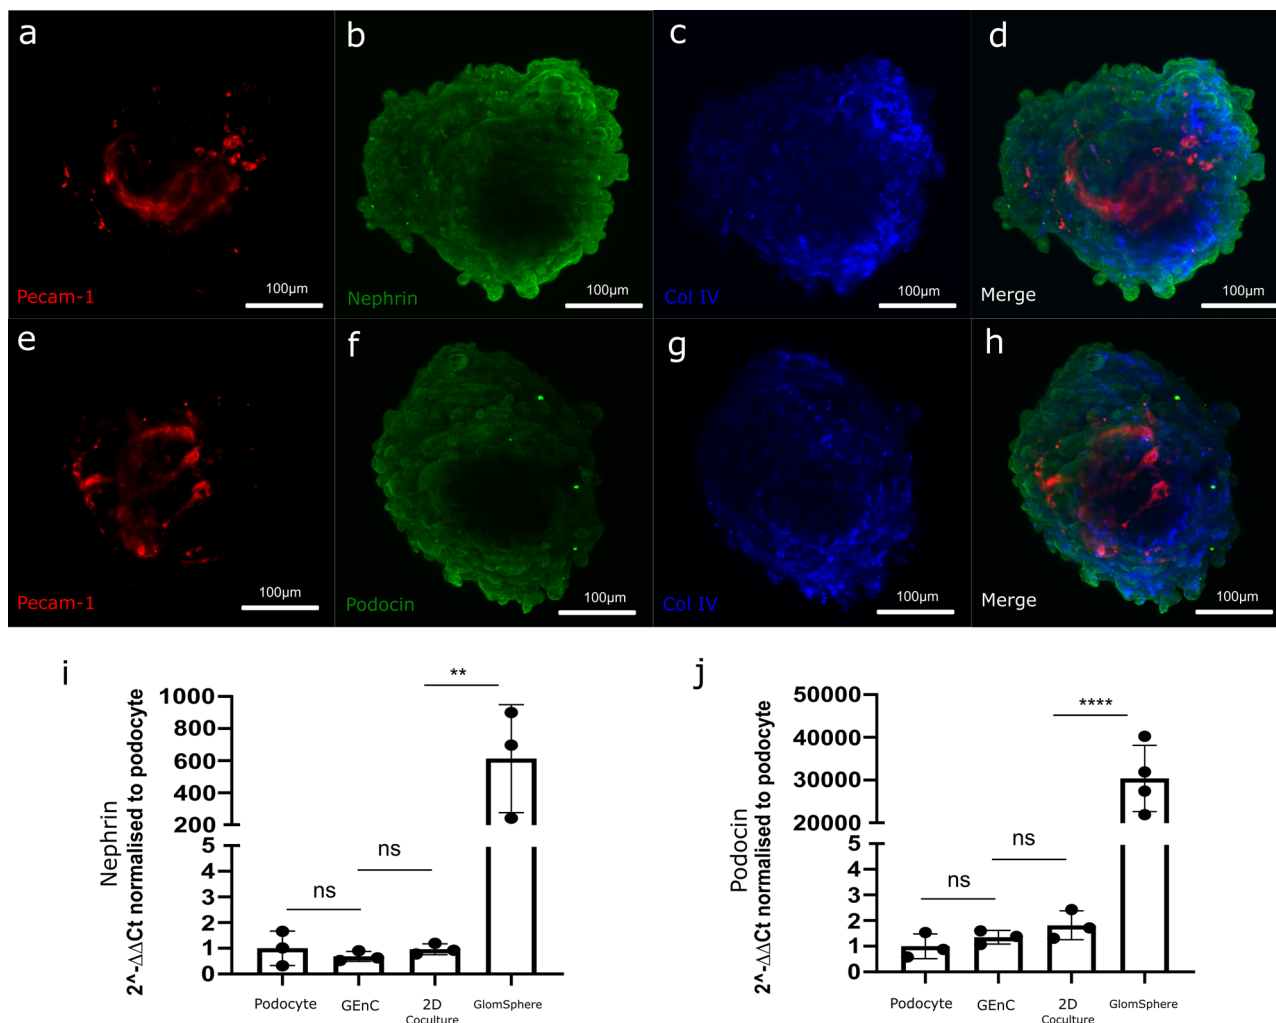 a
b
c
d
Pecam-1
100µm
Nephrin
100µm
Col IV
100µm
Merge
100µm
e
f
g
h
Pecam-1
100µm
Podocin
100µm
Col IV
100µm
Merge
100µm
i
Nephrin
2^-ΔΔCt normalised to podocyte
1000
800
600
400
200
5
4
3
2
1
0
ns
ns
**
Podocyte
GEnC
2D
Coculture
GlomSphere
j
Podocin
2^-ΔΔCt normalised to podocyte
50000
40000
30000
20000
10000
5
4
3
2
1
0
ns
ns
****
Podocyte
GEnC
2D
Coculture
GlomSphere